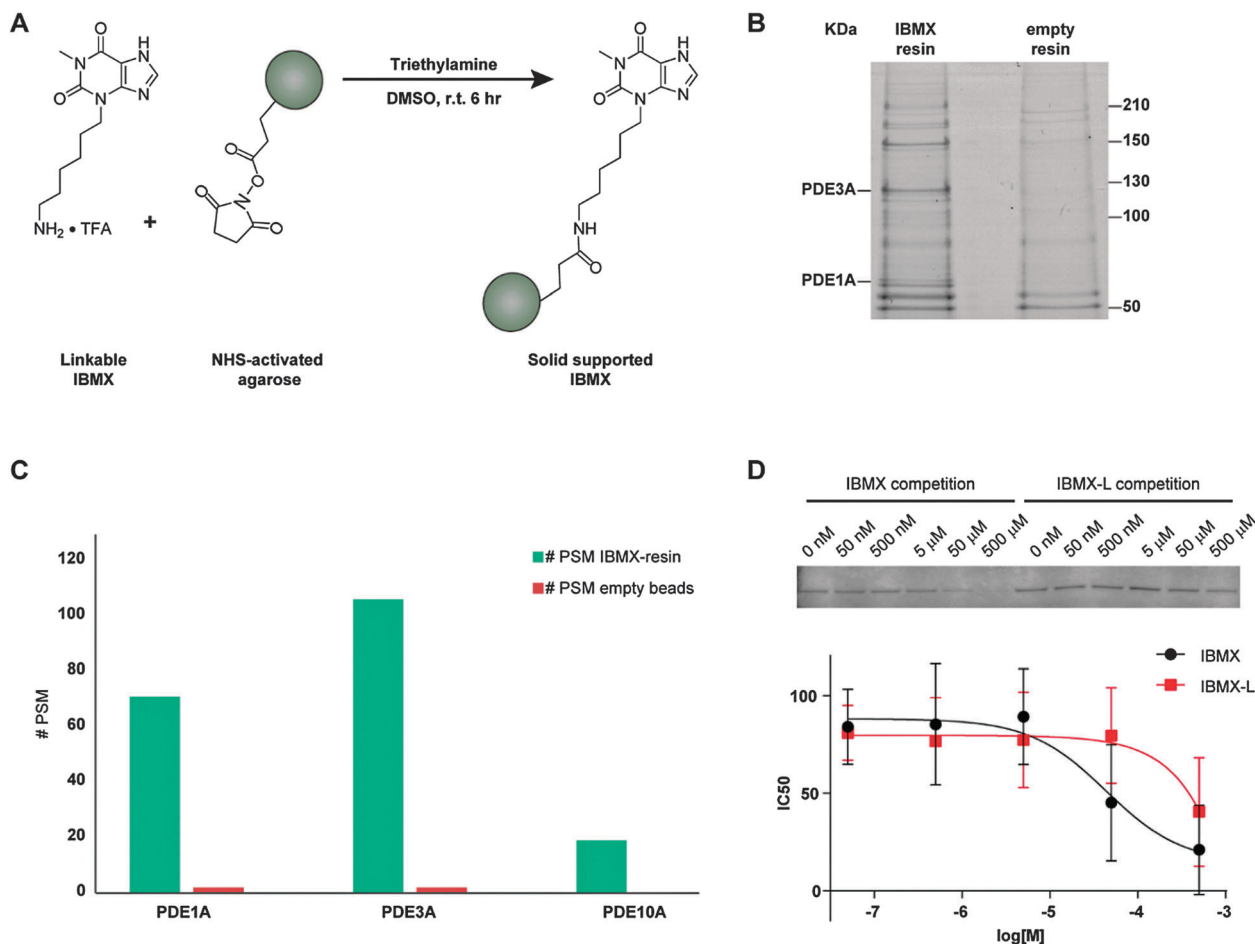 A
O
H
N
N
O
N
N
NH₂ • TFA
+
O
O
N
O
O
Triethylamine
DMSO, r.t. 6 hr
O
H
N
N
O
N
N
NH
O
Linkable
IBMX
NHS-activated
agarose
Solid supported
IBMX
B
KDa
IBMX
resin
empty
resin
PDE3A
PDE1A
210
150
130
100
50
C
# PSM
120
100
80
60
40
20
0
# PSM IBMX-resin
# PSM empty beads
PDE1A
PDE3A
PDE10A
D
IBMX competition
IBMX-L competition
0 nM
50 nM
500 nM
5 µM
50 µM
500 µM
0 nM
50 nM
500 nM
5 µM
50 µM
500 µM
IBMX
IBMX-L
IC50
100
50
0
-7
-6
-5
-4
-3
log[M]